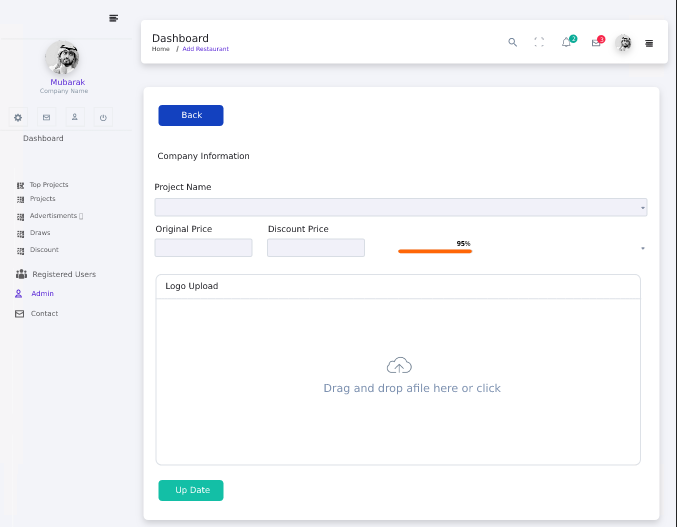 Dashboard
Home / Add Restaurant
2
3
Mubarak
Company Name
Dashboard
Top Projects
Projects
Advertisments
Draws
Discount
Registered Users
Admin
Contact
Back
Company Information
Project Name
Original Price
Discount Price
95%
Logo Upload
Drag and drop afile here or click
Up Date